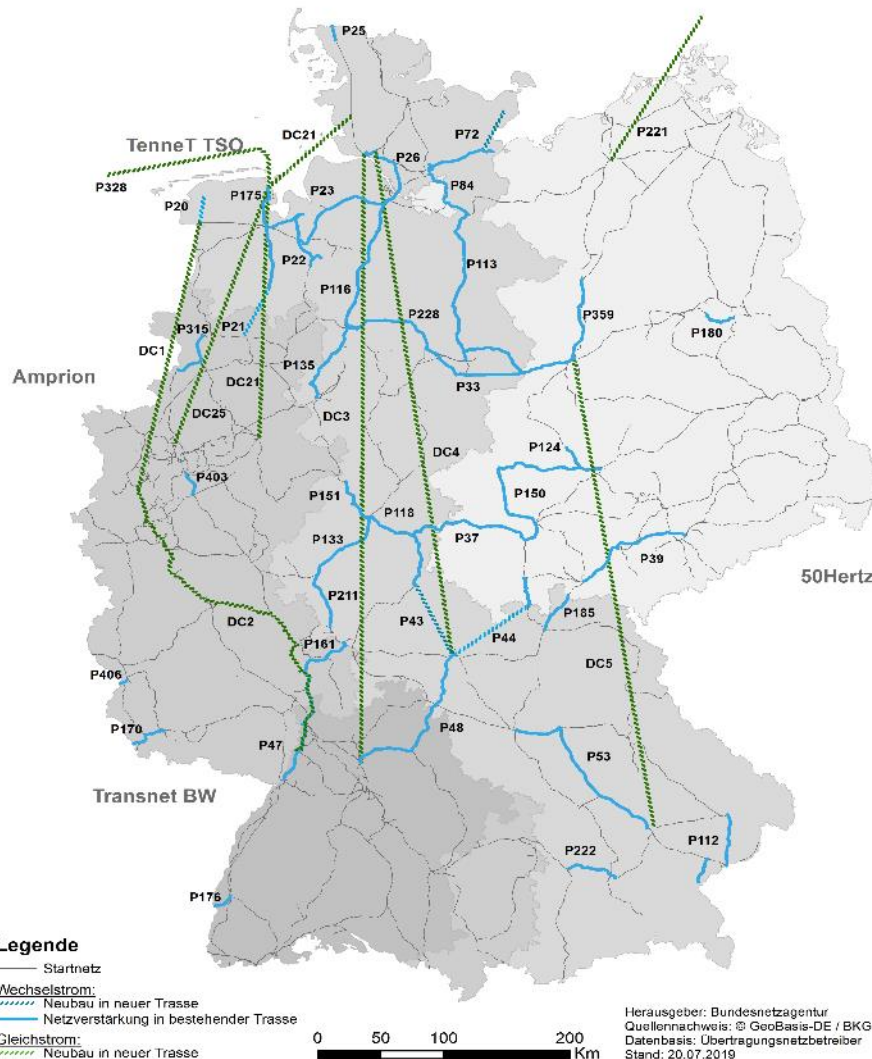 P25
P72
DC21
P221
TenneT TSO
P26
P328
P84
P175
P23
P20
P22
P113
P116
P359
P228
P315
P21
P180
DC1
P135
P33
Amprion
DC21
DC25
DC3
DC4
P124
P403
P151
P150
P118
P37
P133
P39
50Hertz
P211
P185
P43
DC2
P44
P161
DC5
P406
P170
P48
P47
P53
Transnet BW
P112
P222
P176
Legende
Startnetz
Wechselstrom:
Neubau in neuer Trasse
Netzverstärkung in bestehender Trasse
Gleichstrom:
Neubau in neuer Trasse
0 50 100 200
Km
Herausgeber: Bundesnetzagentur
Quellennachweis: © GeoBasis-DE / BKG
Datenbasis: Übertragungsnetzbetreiber
Stand: 20.07.2019